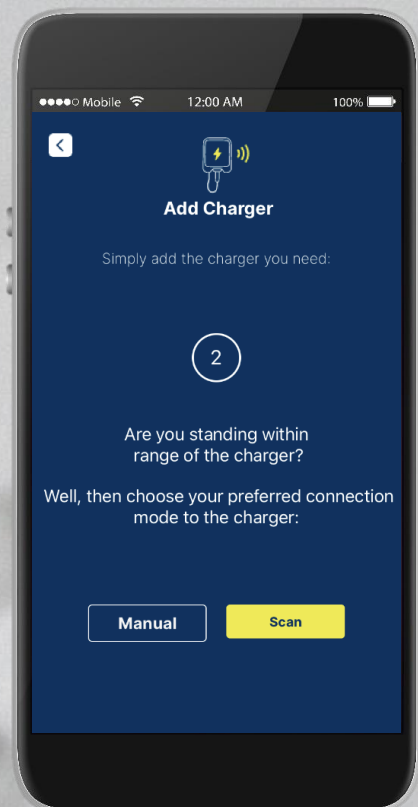 Mobile 12:00 AM 100%
Add Charger
Simply add the charger you need:
2
Are you standing within
range of the charger?
Well, then choose your preferred connection
mode to the charger:
Manual Scan